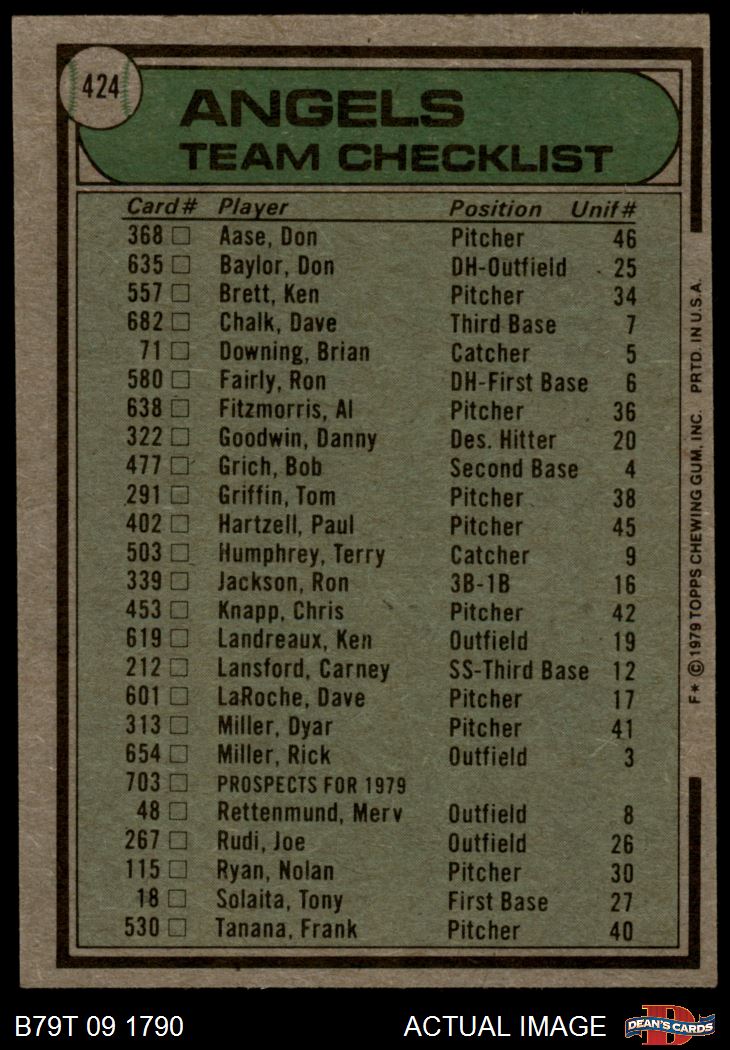 424
ANGELS
TEAM CHECKLIST
Card # Player Position Unif #
368 Aase, Don Pitcher 46
635 Baylor, Don DH-Outfield 25
557 Brett, Ken Pitcher 34
682 Chalk, Dave Third Base 7
71 Downing, Brian Catcher 5
580 Fairly, Ron DH-First Base 6
638 Fitzmorris, Al Pitcher 36
322 Goodwin, Danny Des. Hitter 20
477 Grich, Bob Second Base 4
291 Griffin, Tom Pitcher 38
402 Hartzell, Paul Pitcher 45
503 Humphrey, Terry Catcher 9
339 Jackson, Ron 3B-1B 16
453 Knapp, Chris Pitcher 42
619 Landreaux, Ken Outfield 19
212 Lansford, Carney SS-Third Base 12
601 LaRoche, Dave Pitcher 17
313 Miller, Dyar Pitcher 41
654 Miller, Rick Outfield 3
703 PROSPECTS FOR 1979
48 Rettenmund, Merv Outfield 8
267 Rudi, Joe Outfield 26
115 Ryan, Nolan Pitcher 30
18 Solaita, Tony First Base 27
530 Tanana, Frank Pitcher 40
F* © 1979 TOPPS CHEWING GUM, INC. PRTD. IN U.S.A.
B79T 09 1790 ACTUAL IMAGE
D
DEAN'S CARDS